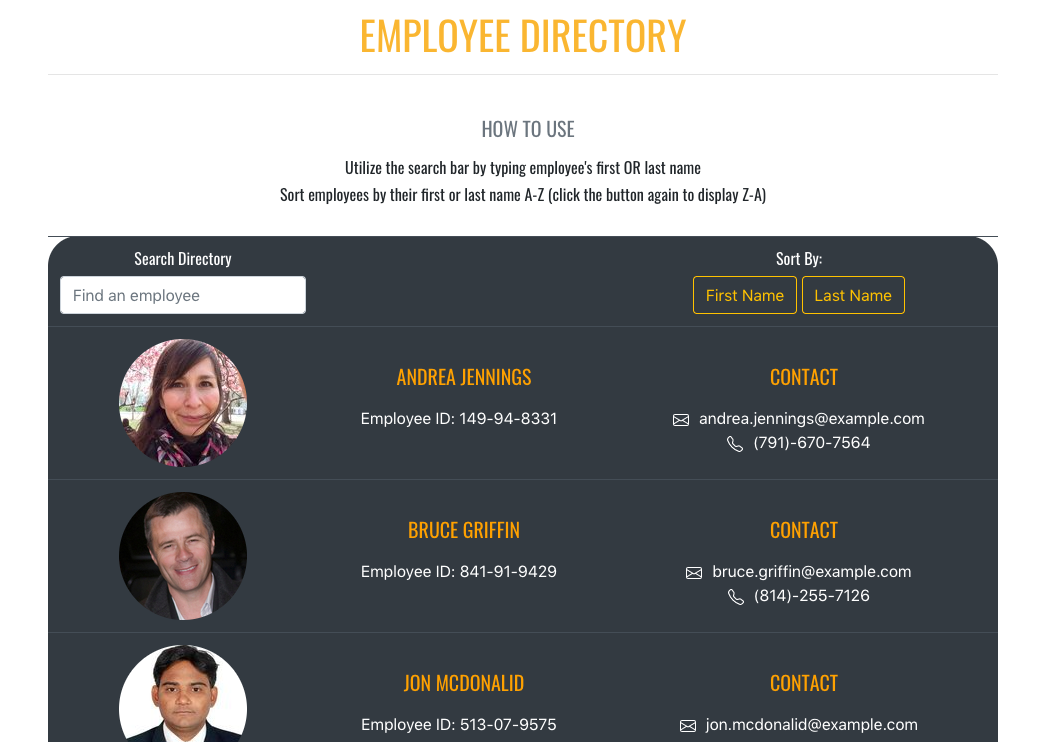 EMPLOYEE DIRECTORY
HOW TO USE
Utilize the search bar by typing employee's first OR last name
Sort employees by their first or last name A-Z (click the button again to display Z-A)
Search Directory
Sort By:
Find an employee
First Name
Last Name
ANDREA JENNINGS
CONTACT
Employee ID: 149-94-8331
andrea.jennings@example.com
(791)-670-7564
BRUCE GRIFFIN
CONTACT
Employee ID: 841-91-9429
bruce.griffin@example.com
(814)-255-7126
JON MCDONALID
CONTACT
Employee ID: 513-07-9575
jon.mcdonalid@example.com